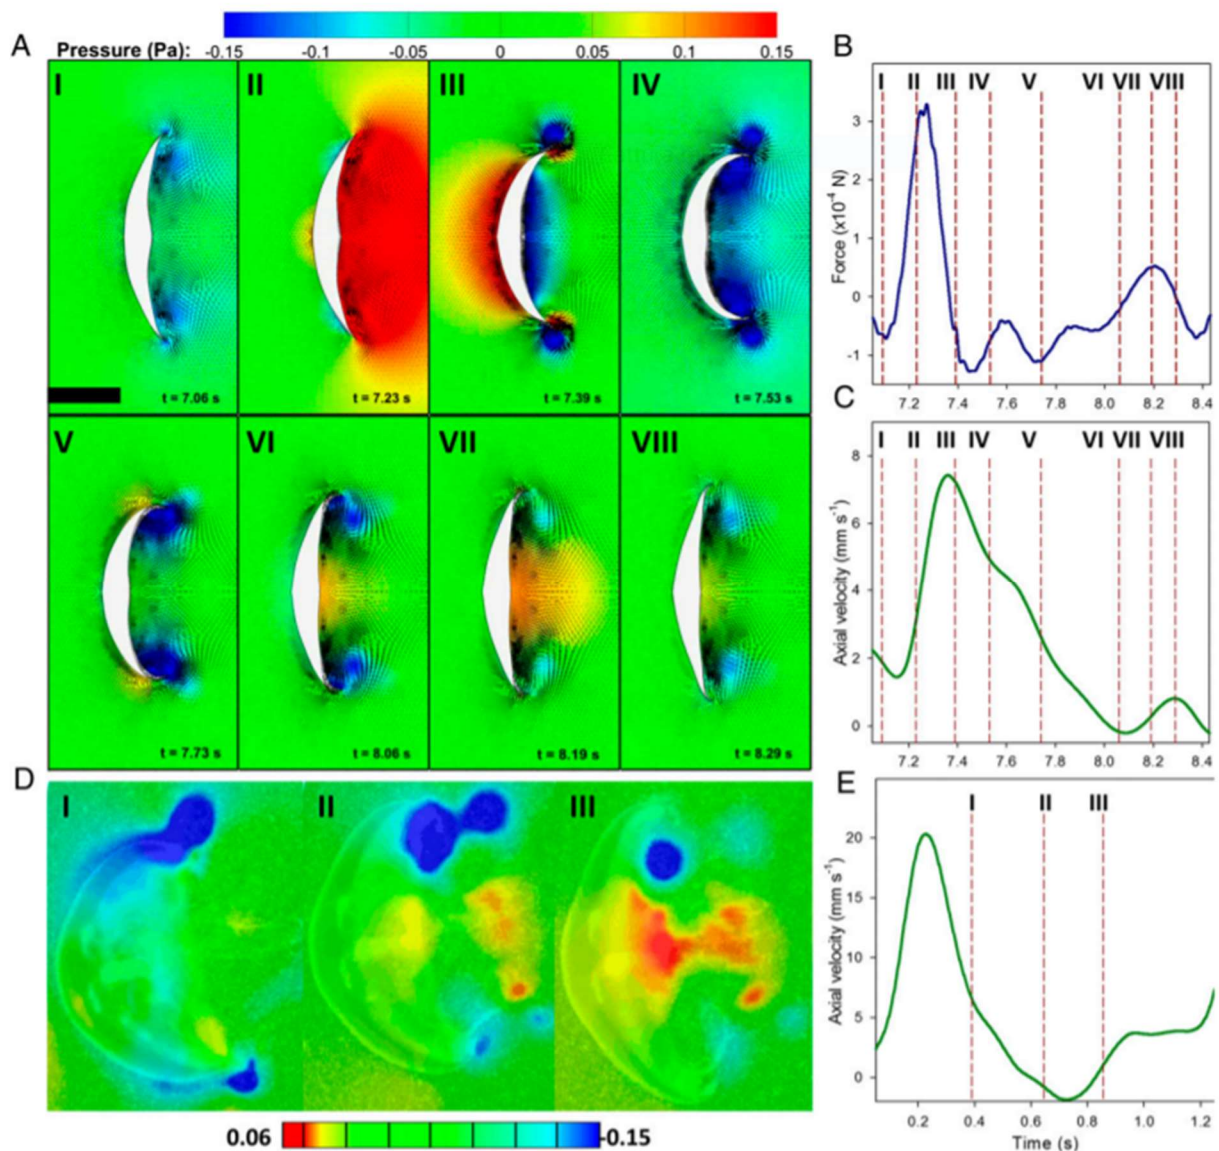 A
Pressure (Pa): -0.15 -0.1 -0.05 0 0.05 0.1 0.15
I II III IV
t = 7.06 s t = 7.23 s t = 7.39 s t = 7.53 s
V VI VII VIII
t = 7.73 s t = 8.06 s t = 8.19 s t = 8.29 s
B
I II III IV V VI VII VIII
Force (x10⁻⁴ N)
3
2
1
0
-1
7.2 7.4 7.6 7.8 8.0 8.2 8.4
C
I II III IV V VI VII VIII
Axial velocity (mm s⁻¹)
8
6
4
2
0
7.2 7.4 7.6 7.8 8.0 8.2 8.4
D
I II III
0.06 -0.15
E
I II III
Axial velocity (mm s⁻¹)
20
15
10
5
0
0.2 0.4 0.6 0.8 1.0 1.2
Time (s)